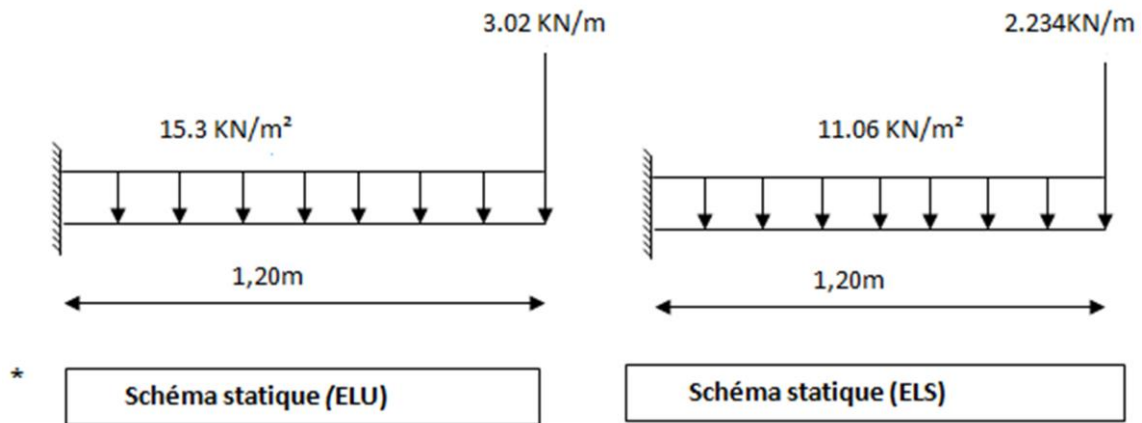 3.02 KN/m
2.234KN/m
15.3 KN/m²
11.06 KN/m²
1,20m
1,20m
*
Schéma statique (ELU)
Schéma statique (ELS)